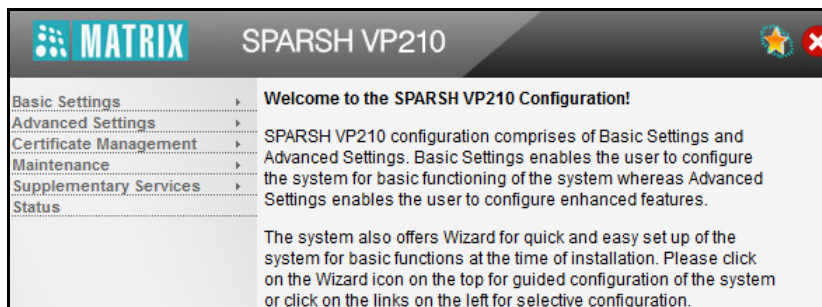 MATRIX SPARSH VP210
Basic Settings
Advanced Settings
Certificate Management
Maintenance
Supplementary Services
Status
Welcome to the SPARSH VP210 Configuration!
SPARSH VP210 configuration comprises of Basic Settings and
Advanced Settings. Basic Settings enables the user to configure
the system for basic functioning of the system whereas Advanced
Settings enables the user to configure enhanced features.
The system also offers Wizard for quick and easy set up of the
system for basic functions at the time of installation. Please click
on the Wizard icon on the top for guided configuration of the system
or click on the links on the left for selective configuration.